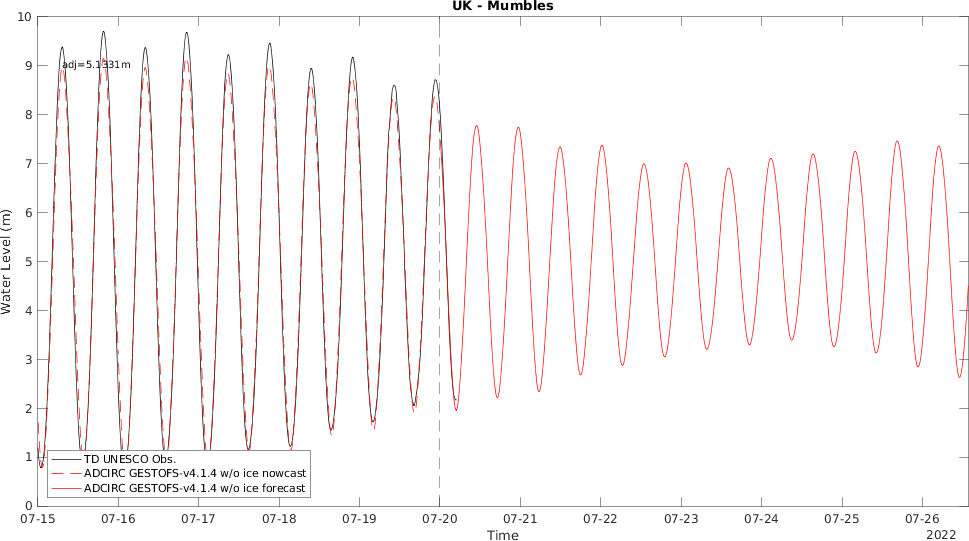 UK - Mumbles
10
9
8
7
6
5
4
3
2
1
0
Water Level (m)
adj=5.1331m
TD UNESCO Obs.
ADCIRC GESTOFS-v4.1.4 w/o ice nowcast
ADCIRC GESTOFS-v4.1.4 w/o ice forecast
07-15 07-16 07-17 07-18 07-19 07-20 07-21 07-22 07-23 07-24 07-25 07-26
Time
2022